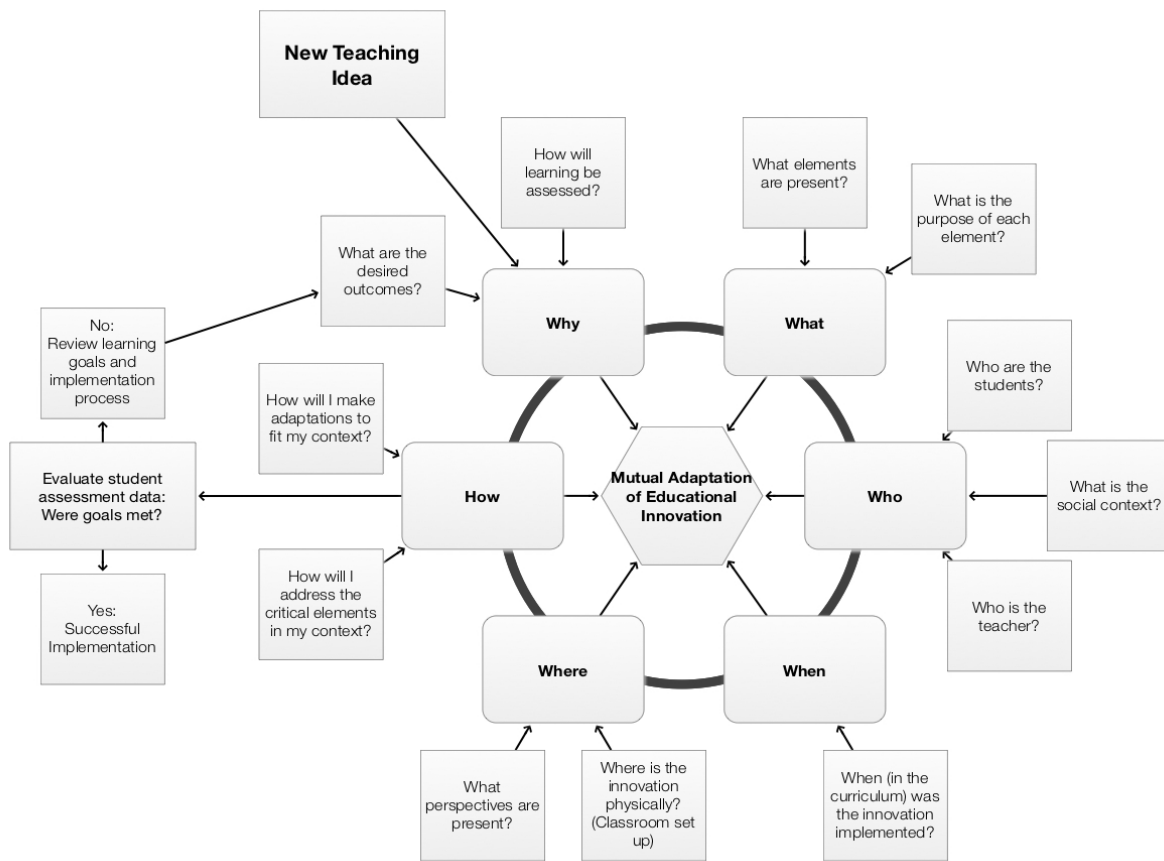 New Teaching
Idea
How will
learning be
assessed?
What elements
are present?
What is the
purpose of each
element?
What are the
desired
outcomes?
Why
What
No:
Review learning
goals and
implementation
process
Who are the
students?
How will I make
adaptations to
fit my context?
Evaluate student
assessment data:
Were goals met?
How
Mutual Adaptation
of Educational
Innovation
Who
What is the
social context?
How will I
address the
critical elements
in my context?
Yes:
Successful
Implementation
Who is the
teacher?
Where
When
What
perspectives are
present?
Where is the
innovation
physically?
(Classroom set
up)
When (in the
curriculum) was
the innovation
implemented?